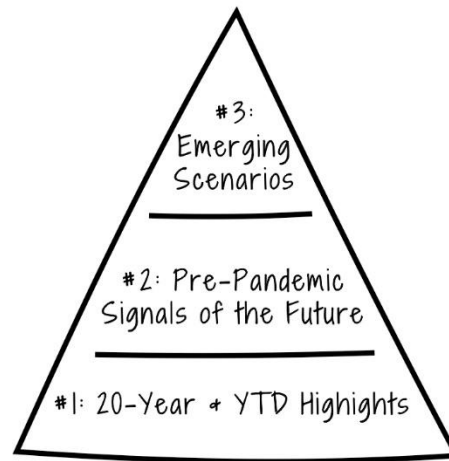 #3:
Emerging
Scenarios
#2: Pre-Pandemic
Signals of the Future
#1: 20-Year & YTD Highights